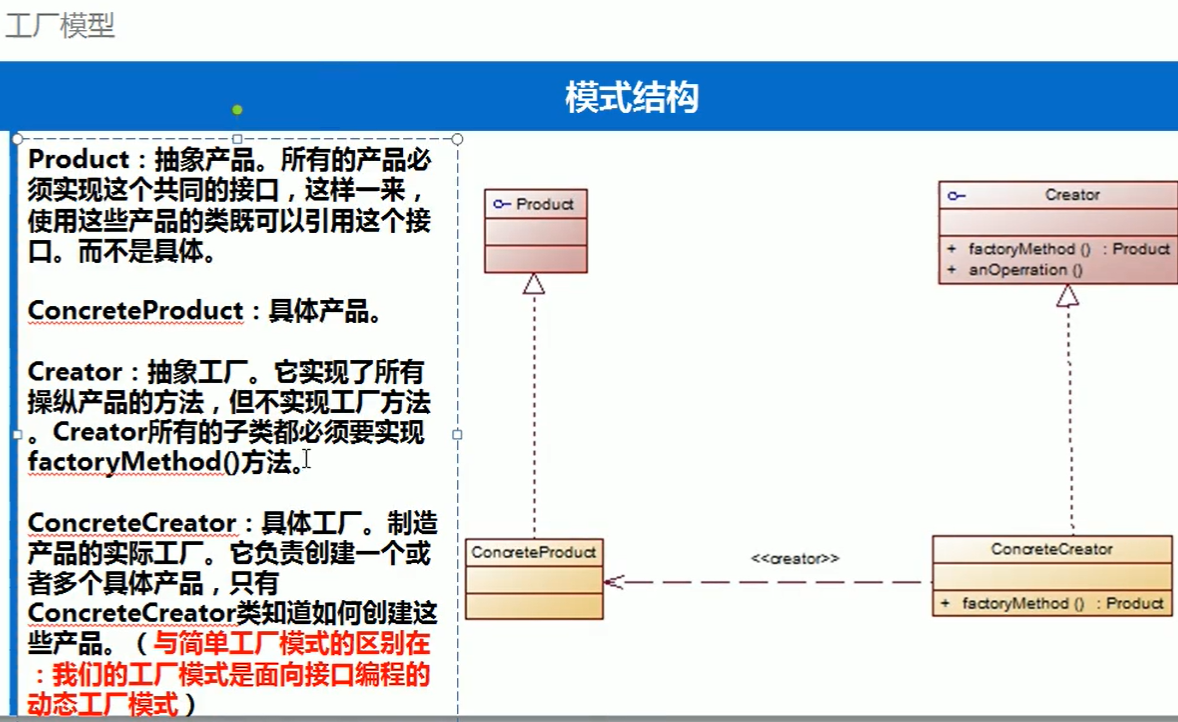 工厂模型
模式结构
Product：抽象产品。所有的产品必
须实现这个共同的接口，这样一来，
使用这些产品的类既可以引用这个接
口。而不是具体。
ConcreteProduct：具体产品。
Creator：抽象工厂。它实现了所有
操纵产品的方法，但不实现工厂方法
。Creator所有的子类都必须要实现
factoryMethod()方法。
ConcreteCreator：具体工厂。制造
产品的实际工厂。它负责创建一个或
者多个具体产品，只有
ConcreteCreator类知道如何创建这
些产品。（与简单工厂模式的区别在
：我们的工厂模式是面向接口编程的
动态工厂模式）
Product
Creator
+ factoryMethod () : Product
+ anOperration ()
ConcreteProduct
<<creator>>
ConcreteCreator
+ factoryMethod () : Product